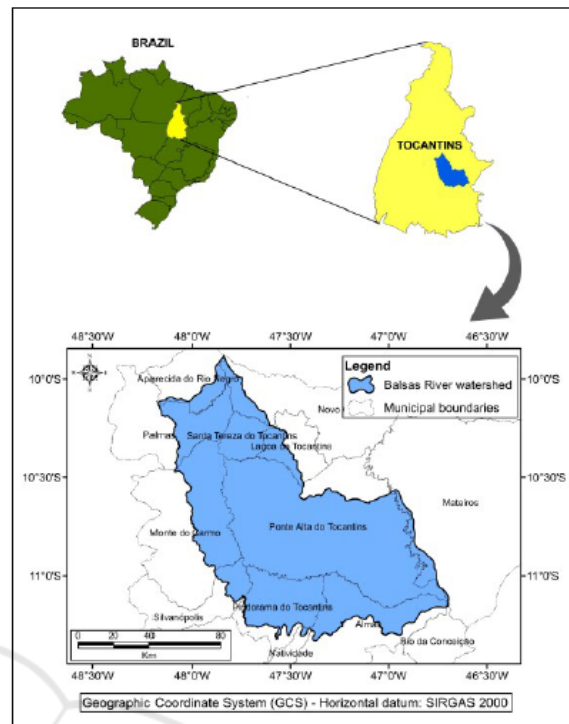 BRAZIL
TOCANTINS
48°30'W 48°0'W 47°30'W 47°0'W 46°30'W
10°0'S
10°30'S
11°0'S
Legend
Balsas River watershed
Municipal boundaries
Aparecida do Rio Negro
Novo
Palmas
Santa Tereza do Tocantins
Lagoa do Tocantins
Mateiros
Ponte Alta do Tocantins
Monte do Carmo
Pindorama do Tocantins
Silvanópolis
Almas
Rio da Conceição
Natividade
0 20 40 80
Km
10°0'S
10°30'S
11°0'S
48°30'W 48°0'W 47°30'W 47°0'W 46°30'W
Geographic Coordinate System (GCS) - Horizontal datum: SIRGAS 2000